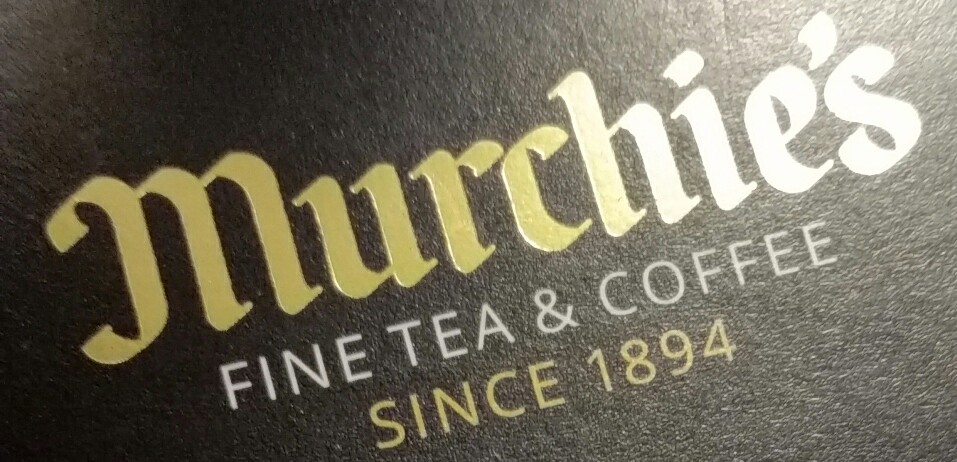 Murchie's
FINE TEA & COFFEE
SINCE 1894